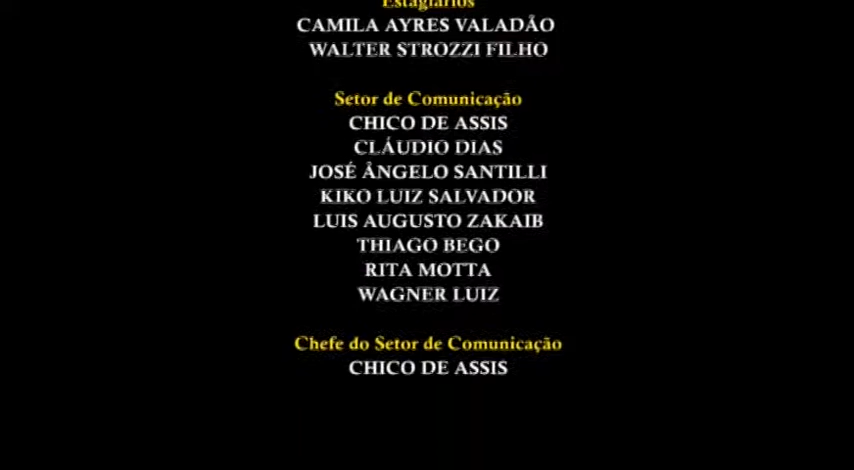 Estagiários
CAMILA AYRES VALADÃO
WALTER STROZZI FILHO
Setor de Comunicação
CHICO DE ASSIS
CLÁUDIO DIAS
JOSÉ ÂNGELO SANTILLI
KIKO LUIZ SALVADOR
LUIS AUGUSTO ZAKAIB
THIAGO BEGO
RITA MOTTA
WAGNER LUIZ
Chefe do Setor de Comunicação
CHICO DE ASSIS